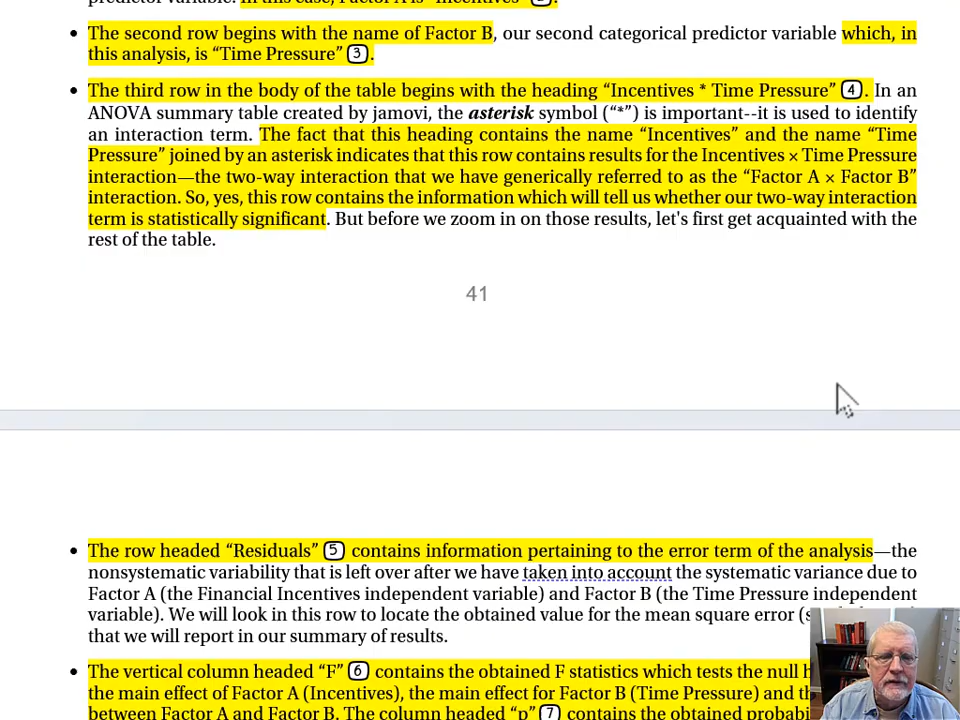 The second row begins with the name of Factor B, our second categorical predictor variable which, in
this analysis, is “Time Pressure” 3.
• The third row in the body of the table begins with the heading “Incentives * Time Pressure” 4. In an
ANOVA summary table created by jamovi, the asterisk symbol (“*”) is important--it is used to identify
an interaction term. The fact that this heading contains the name “Incentives” and the name “Time
Pressure” joined by an asterisk indicates that this row contains results for the Incentives × Time Pressure
interaction—the two-way interaction that we have generically referred to as the “Factor A × Factor B”
interaction. So, yes, this row contains the information which will tell us whether our two-way interaction
term is statistically significant. But before we zoom in on those results, let's first get acquainted with the
rest of the table.
41
• The row headed “Residuals” 5 contains information pertaining to the error term of the analysis—the
nonsystematic variability that is left over after we have taken into account the systematic variance due to
Factor A (the Financial Incentives independent variable) and Factor B (the Time Pressure independent
variable). We will look in this row to locate the obtained value for the mean square error
that we will report in our summary of results.
• The vertical column headed “F” 6 contains the obtained F statistics which tests the null
the main effect of Factor A (Incentives), the main effect for Factor B (Time Pressure) and
between Factor A and Factor B. The column headed “p” 7 contains the obtained